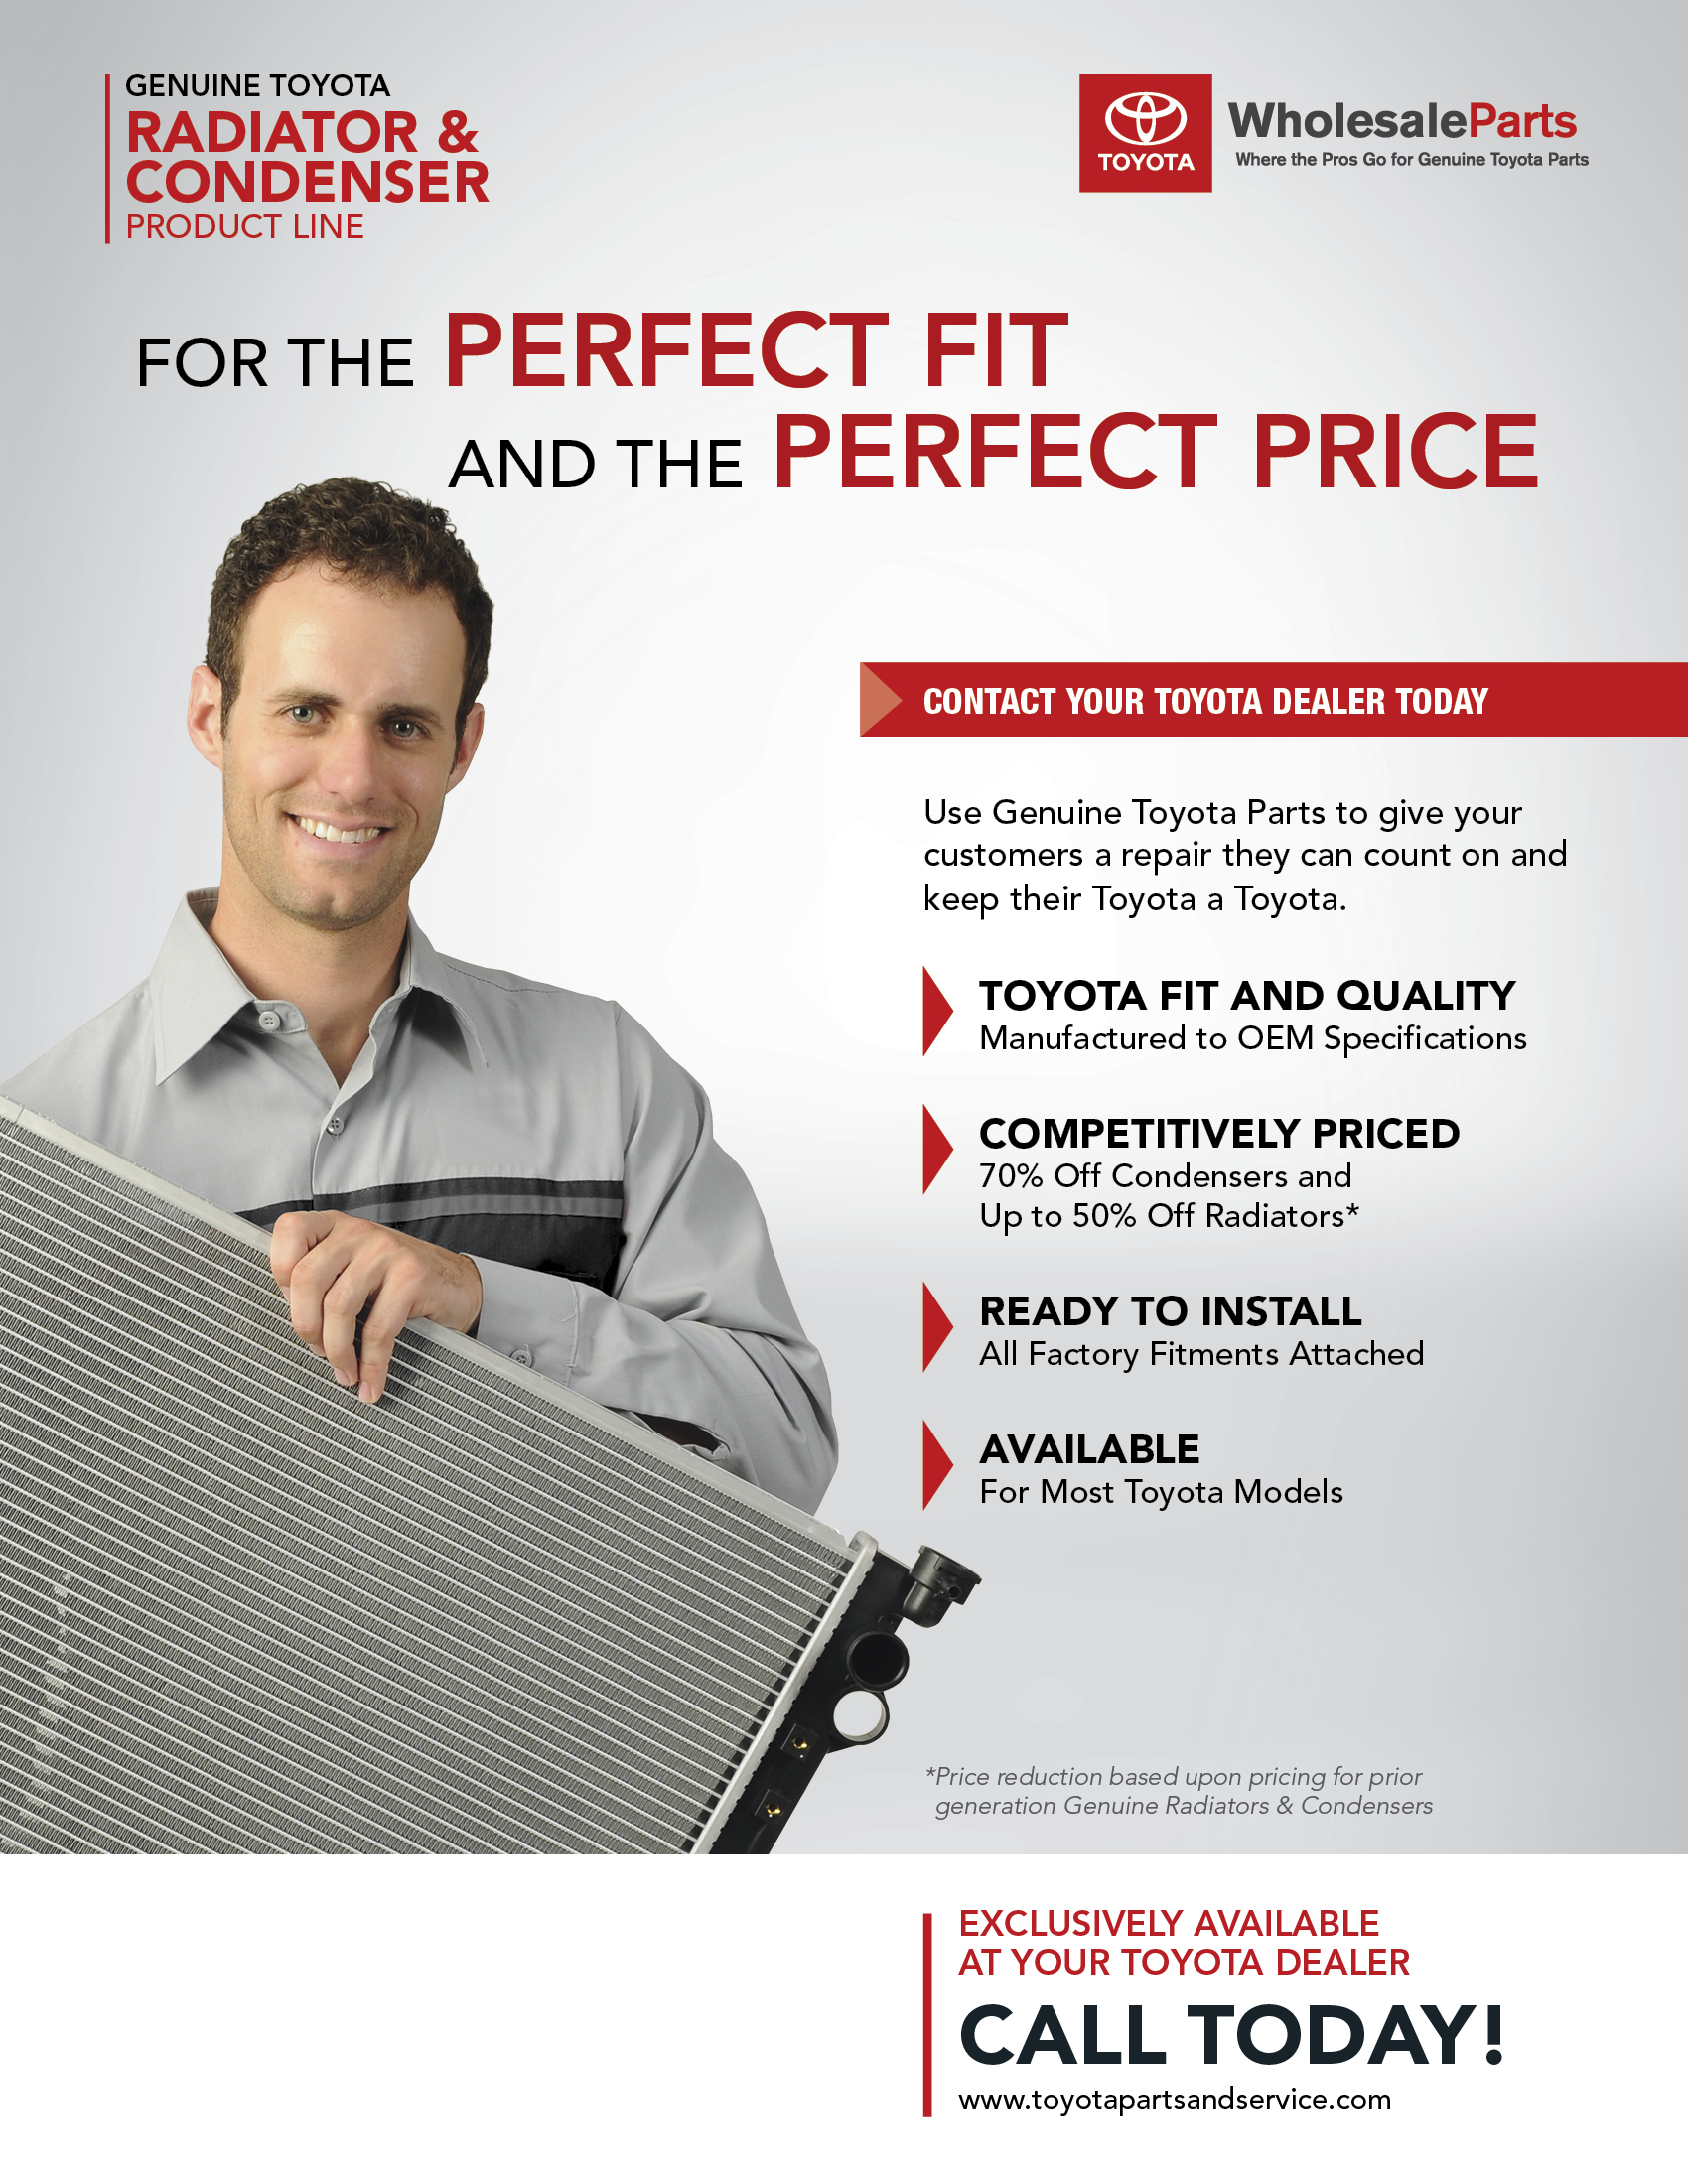 GENUINE TOYOTA
RADIATOR &
CONDENSER
PRODUCT LINE
TOYOTA
WholesaleParts
Where the Pros Go for Genuine Toyota Parts
FOR THE PERFECT FIT
AND THE PERFECT PRICE
CONTACT YOUR TOYOTA DEALER TODAY
Use Genuine Toyota Parts to give your
customers a repair they can count on and
keep their Toyota a Toyota.
TOYOTA FIT AND QUALITY
Manufactured to OEM Specifications
COMPETITIVELY PRICED
70% Off Condensers and
Up to 50% Off Radiators*
READY TO INSTALL
All Factory Fitments Attached
AVAILABLE
For Most Toyota Models
*Price reduction based upon pricing for prior
generation Genuine Radiators & Condensers
EXCLUSIVELY AVAILABLE
AT YOUR TOYOTA DEALER
CALL TODAY!
www.toyotapartsandservice.com